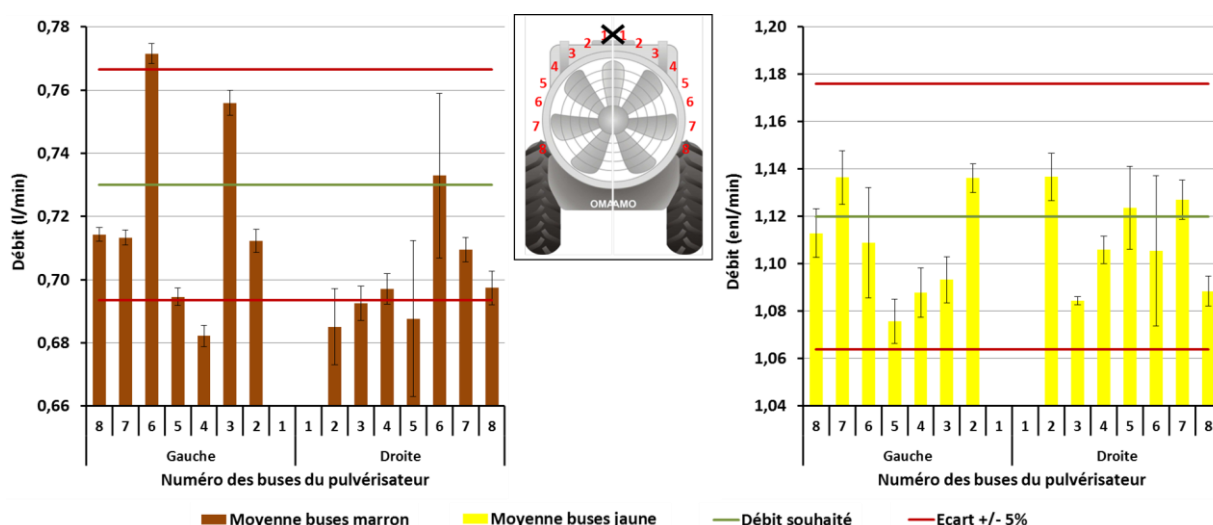 0,78
0,76
0,74
0,72
0,70
0,68
0,66
Débit (l/min)
8 7 6 5 4 3 2 1 1 2 3 4 5 6 7 8
Gauche Droite
Numéro des buses du pulvérisateur
1 1
2 2
3 3
4 4
5 5
6 6
7 7
8 8
OMAAMO
1,20
1,18
1,16
1,14
1,12
1,10
1,08
1,06
1,04
Débit (enl/min)
8 7 6 5 4 3 2 1 1 2 3 4 5 6 7 8
Gauche Droite
Numéro des buses du pulvérisateur
Moyenne buses marron Moyenne buses jaune Débit souhaité Ecart +/- 5%